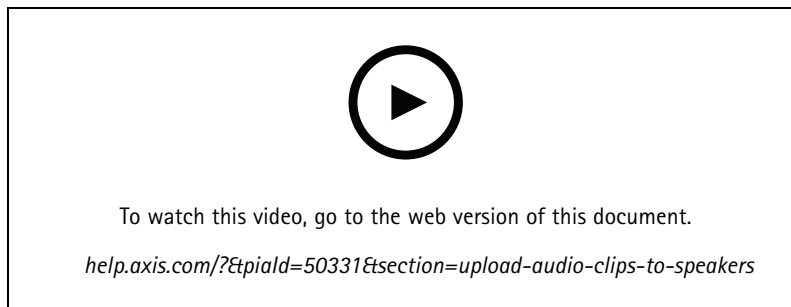 To watch this video, go to the web version of this document.
help.axis.com/?&piaId=50331&section=upload-audio-clips-to-speakers